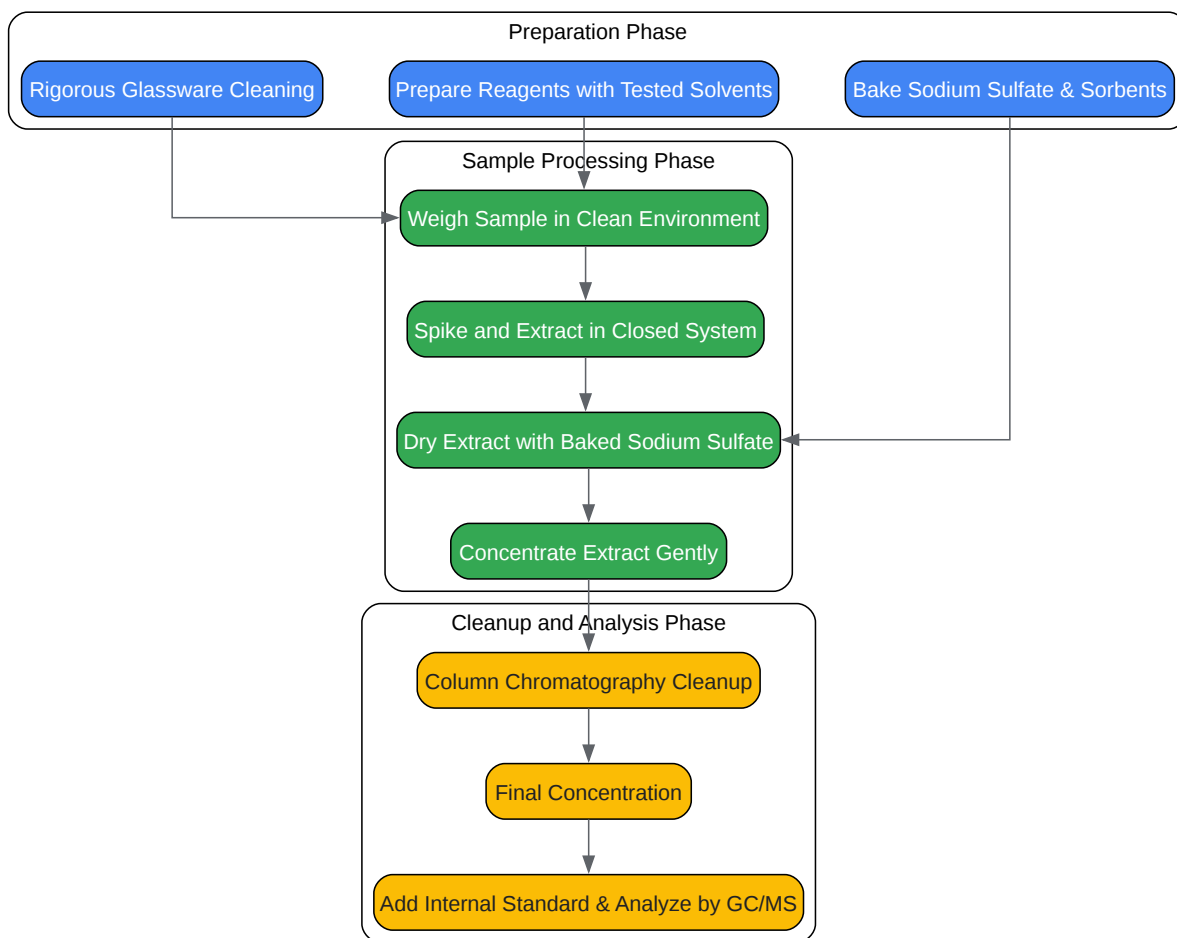 Preparation Phase
Rigorous Glassware Cleaning
Prepare Reagents with Tested Solvents
Bake Sodium Sulfate & Sorbents
Sample Processing Phase
Weigh Sample in Clean Environment
Spike and Extract in Closed System
Dry Extract with Baked Sodium Sulfate
Concentrate Extract Gently
Cleanup and Analysis Phase
Column Chromatography Cleanup
Final Concentration
Add Internal Standard & Analyze by GC/MS